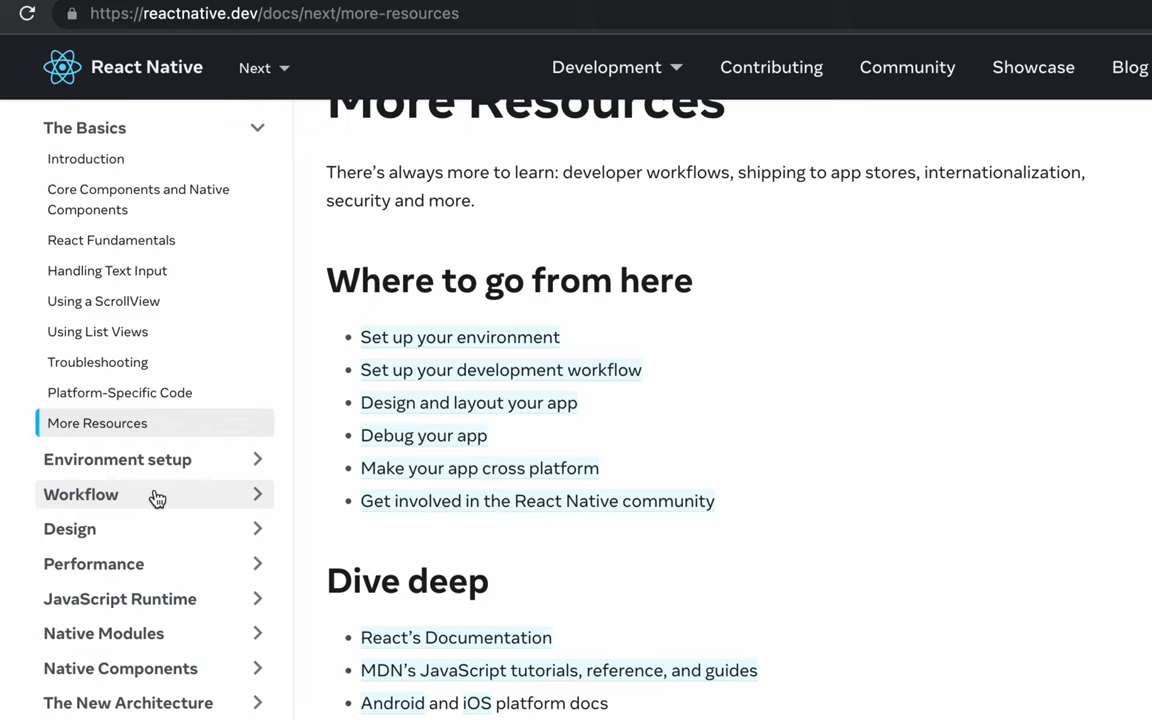 https://reactnative.dev/docs/next/more-resources
React Native
Next
Development
Contributing
Community
Showcase
Blog
The Basics
Introduction
Core Components and Native
Components
React Fundamentals
Handling Text Input
Using a ScrollView
Using List Views
Troubleshooting
Platform-Specific Code
More Resources
Environment setup
Workflow
Design
Performance
JavaScript Runtime
Native Modules
Native Components
The New Architecture
More Resources
There’s always more to learn: developer workflows, shipping to app stores, internationalization,
security and more.
Where to go from here
• Set up your environment
• Set up your development workflow
• Design and layout your app
• Debug your app
• Make your app cross platform
• Get involved in the React Native community
Dive deep
• React’s Documentation
• MDN’s JavaScript tutorials, reference, and guides
• Android and iOS platform docs